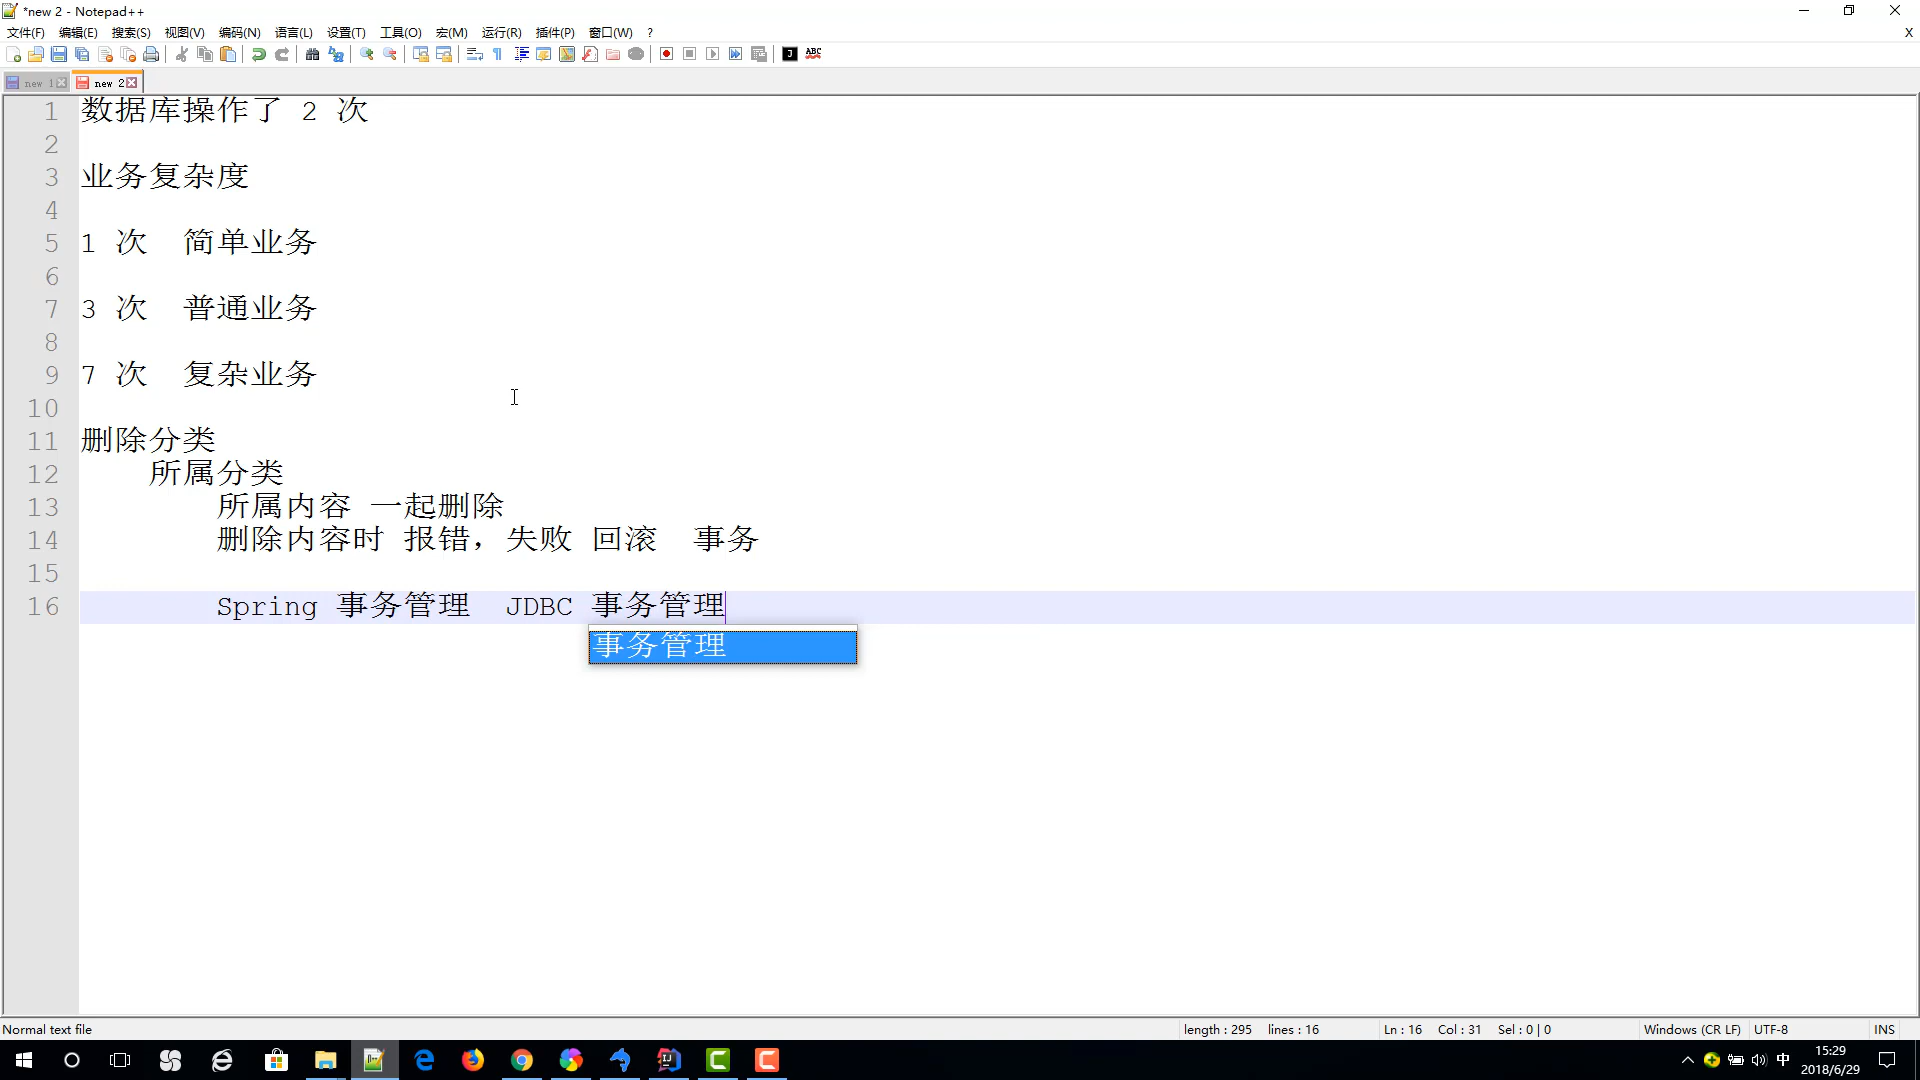 *new 2 - Notepad++
文件(F) 编辑(E) 搜索(S) 视图(V) 编码(N) 语言(L) 设置(T) 工具(O) 宏(M) 运行(R) 插件(P) 窗口(W) ? X
new 1 new 2
1 数据库操作了 2 次
2
3 业务复杂度
4
5 1 次 简单业务
6
7 3 次 普通业务
8
9 7 次 复杂业务
10
11 删除分类
12 所属分类
13 所属内容 一起删除
14 删除内容时 报错，失败 回滚 事务
15
16 Spring 事务管理 JDBC 事务管理
事务管理
Normal text file length : 295 lines : 16 Ln : 16 Col : 31 Sel : 0 | 0 Windows (CR LF) UTF-8 INS
中 15:29
2018/6/29